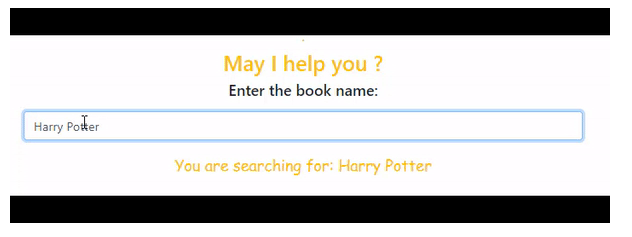 May I help you ?
Enter the book name:
Harry Potter
You are searching for: Harry Potter